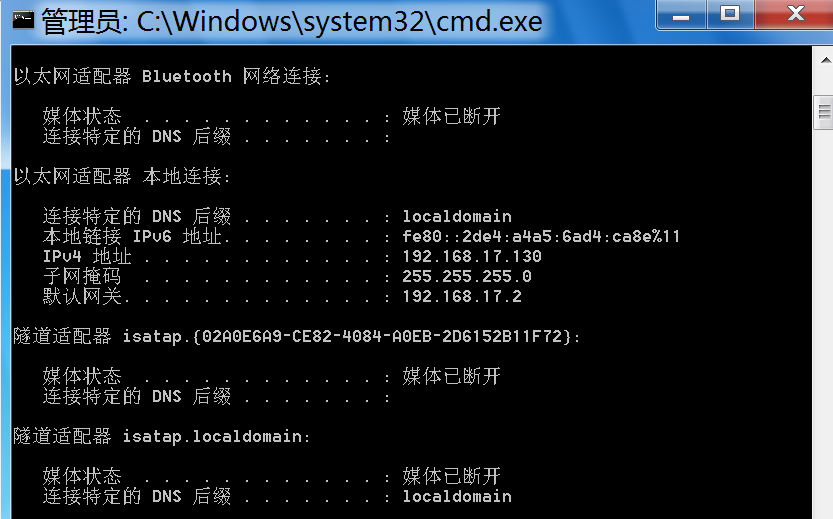 管理员: C:\Windows\system32\cmd.exe
以太网适配器 Bluetooth 网络连接:
媒体状态  . . . . . . . . . . . . : 媒体已断开
连接特定的 DNS 后缀 . . . . . . . :
以太网适配器 本地连接:
连接特定的 DNS 后缀 . . . . . . . : localdomain
本地链接 IPv6 地址. . . . . . . . : fe80::2de4:a4a5:6ad4:ca8e%11
IPv4 地址 . . . . . . . . . . . . : 192.168.17.130
子网掩码  . . . . . . . . . . . . : 255.255.255.0
默认网关. . . . . . . . . . . . . : 192.168.17.2
隧道适配器 isatap.{02A0E6A9-CE82-4084-A0EB-2D6152B11F72}:
媒体状态  . . . . . . . . . . . . : 媒体已断开
连接特定的 DNS 后缀 . . . . . . . :
隧道适配器 isatap.localdomain:
媒体状态  . . . . . . . . . . . . : 媒体已断开
连接特定的 DNS 后缀 . . . . . . . : localdomain